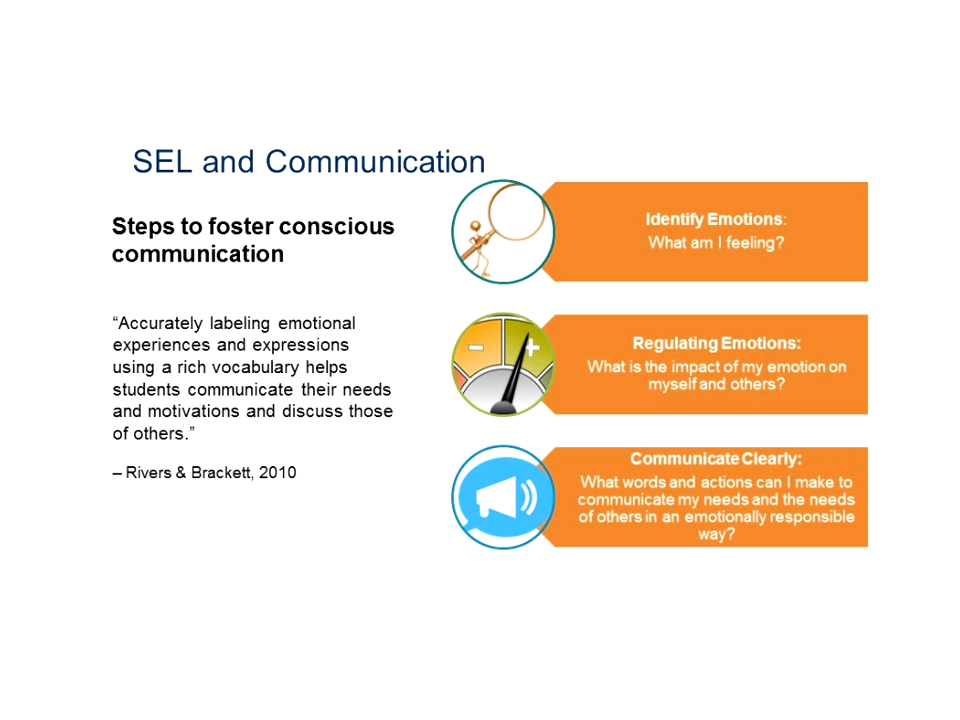 SEL and Communication
Steps to foster conscious
communication
“Accurately labeling emotional
experiences and expressions
using a rich vocabulary helps
students communicate their needs
and motivations and discuss those
of others.”
– Rivers & Brackett, 2010
Identify Emotions:
What am I feeling?
Regulating Emotions:
What is the impact of my emotion on
myself and others?
Communicate Clearly:
What words and actions can I make to
communicate my needs and the needs
of others in an emotionally responsible
way?